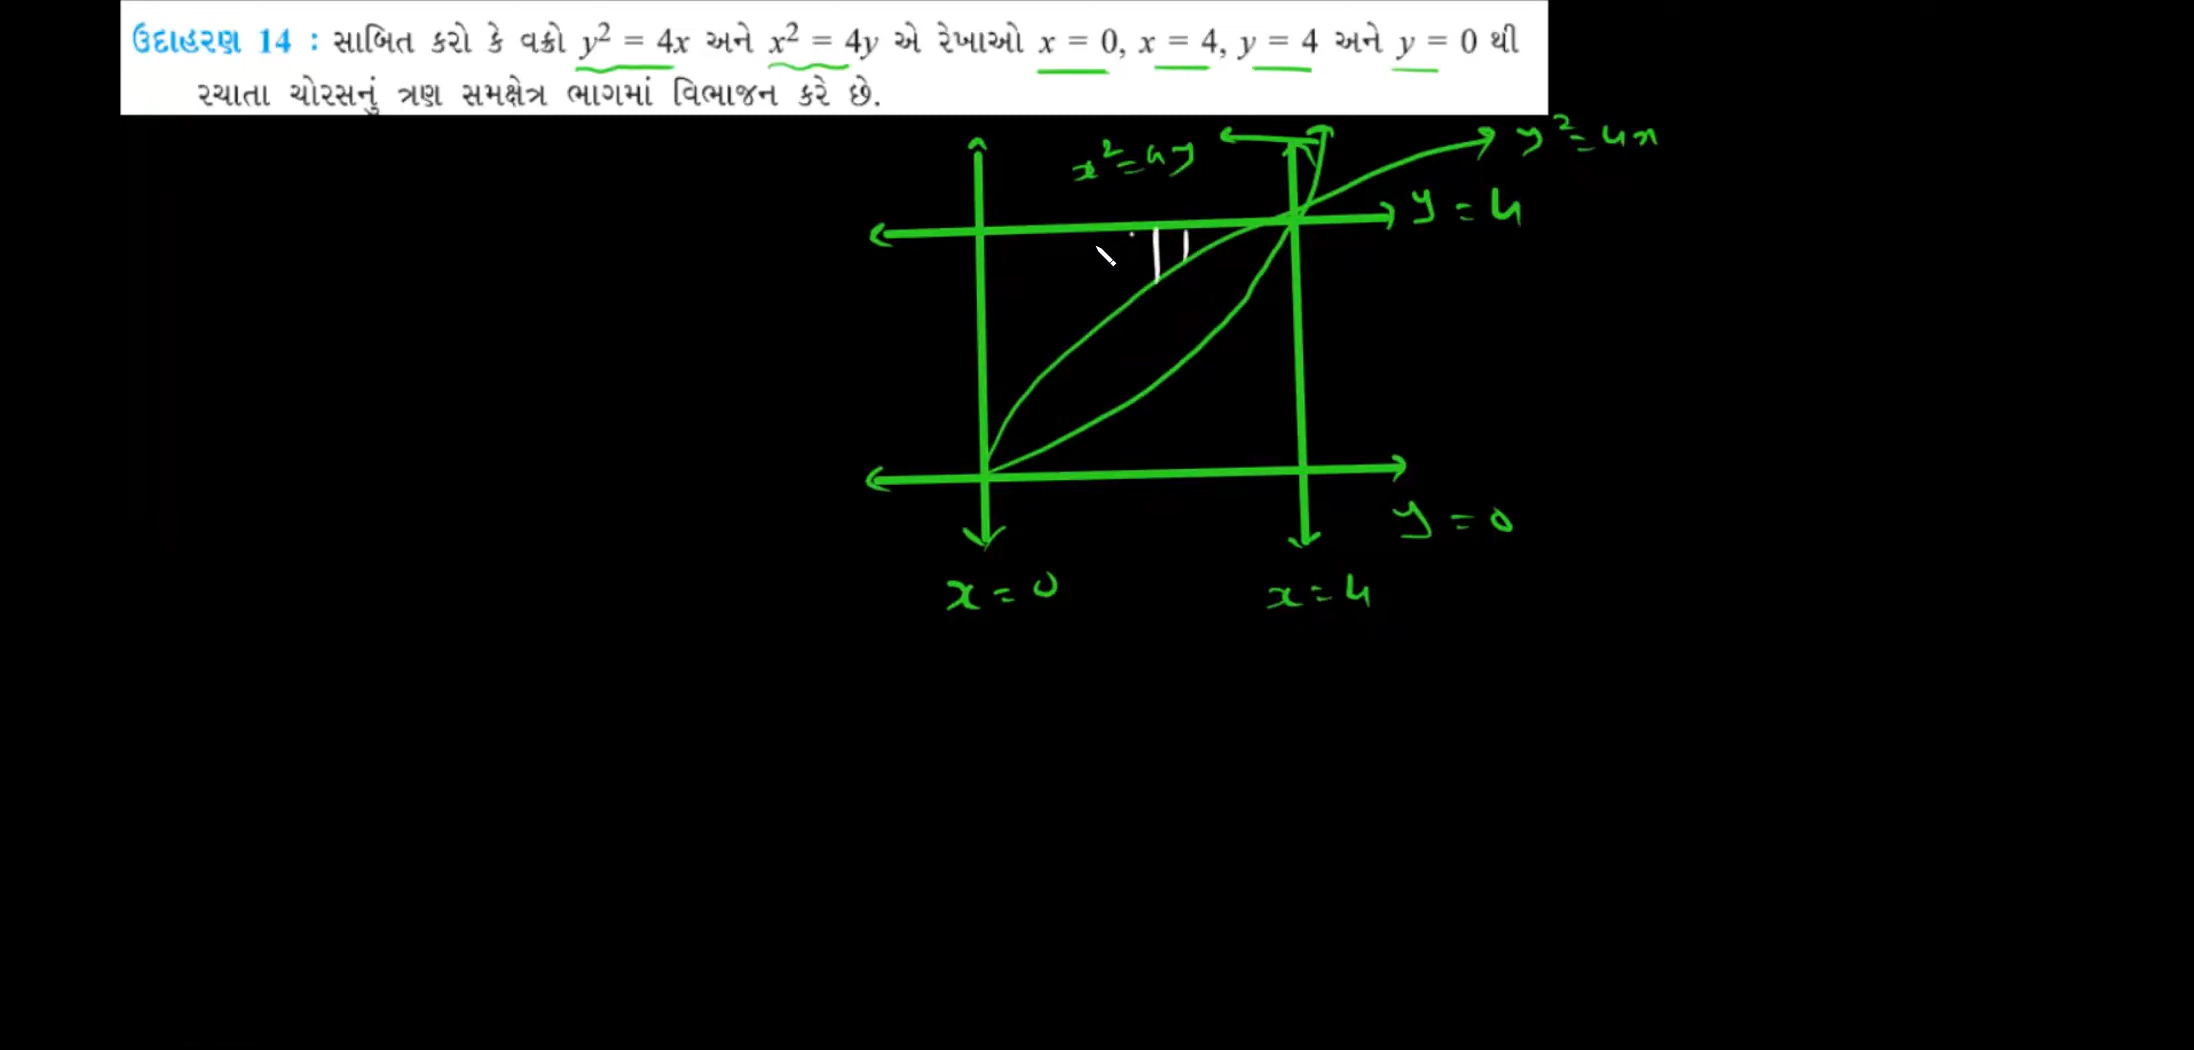 ઉદાહરણ 14 : સાબિત કરો કે વક્રો y² = 4x અને x² = 4y એ રેખાઓ x = 0, x = 4, y = 4 અને y = 0 થી
રચાતા ચોરસનું ત્રણ સમક્ષેત્ર ભાગમાં વિભાજન કરે છે.
x² = 4y
y² = 4x
y = 4
y = 0
x = 0
x = 4